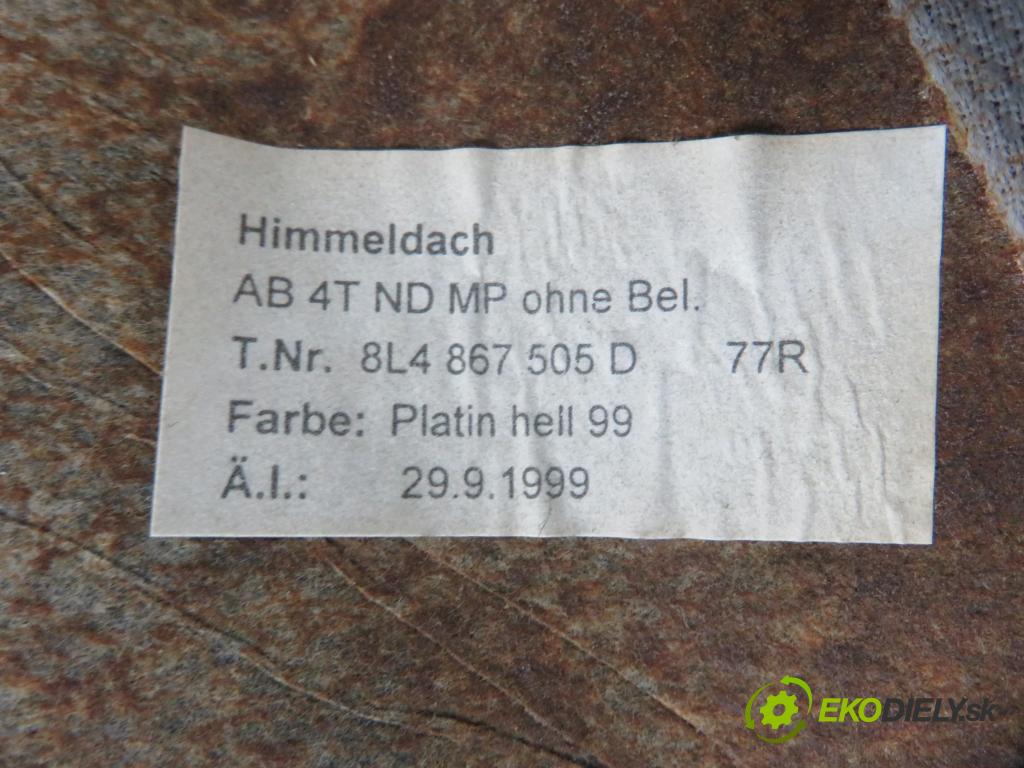 Himmeldach
AB 4T ND MP ohne Bel.
T.Nr. 8L4 867 505 D 77R
Farbe: Platin hell 99
Ä.I.: 29.9.1999
EKODIELY.sk